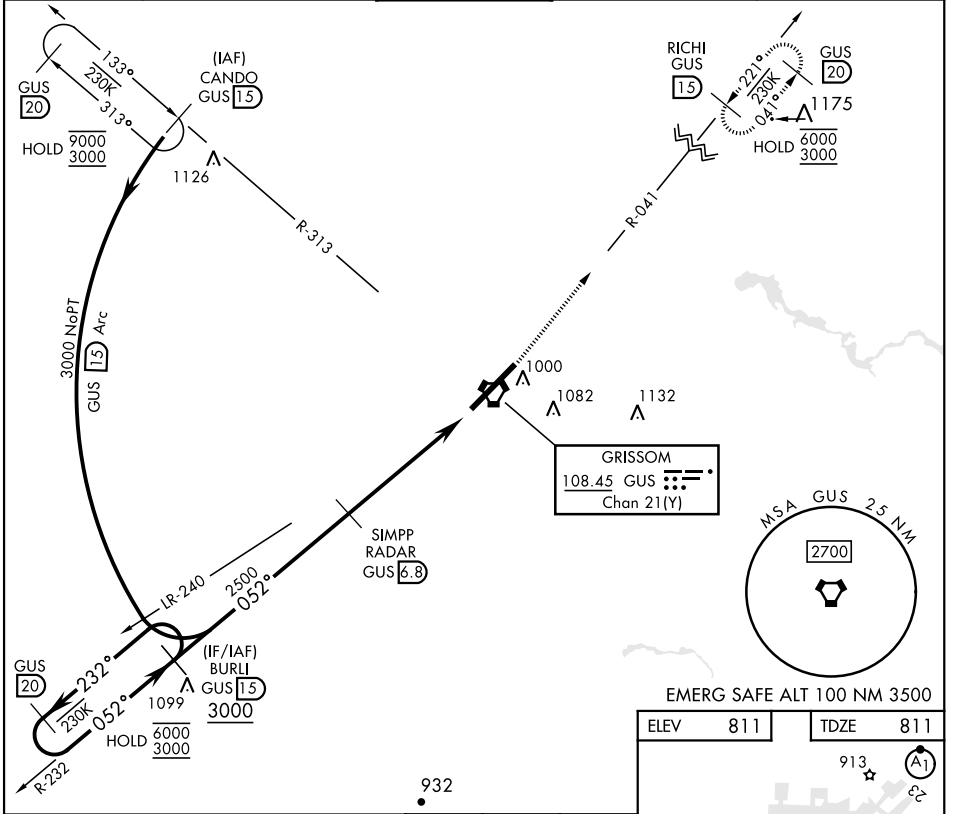 GUS
20
133°
230K
313°
(IAF)
CANDO
GUS 15
HOLD 9000
3000
1126
R-313
RICHI
GUS
15
221°
230K
041°
GUS
20
1175
HOLD 6000
3000
R-041
3000 NoPT
GUS 15 Arc
1000
1082
1132
GRISSOM
108.45 GUS
Chan 21(Y)
SIMPP
RADAR
GUS 6.8
LR-240
2500
052°
MSA GUS 25 NM
2700
(IF/IAF)
BURLI
GUS 15
3000
GUS
20
232°
230K
052°
1099
HOLD 6000
3000
R-232
932
EMERG SAFE ALT 100 NM 3500
ELEV 811
TDZE 811
913
A1
23